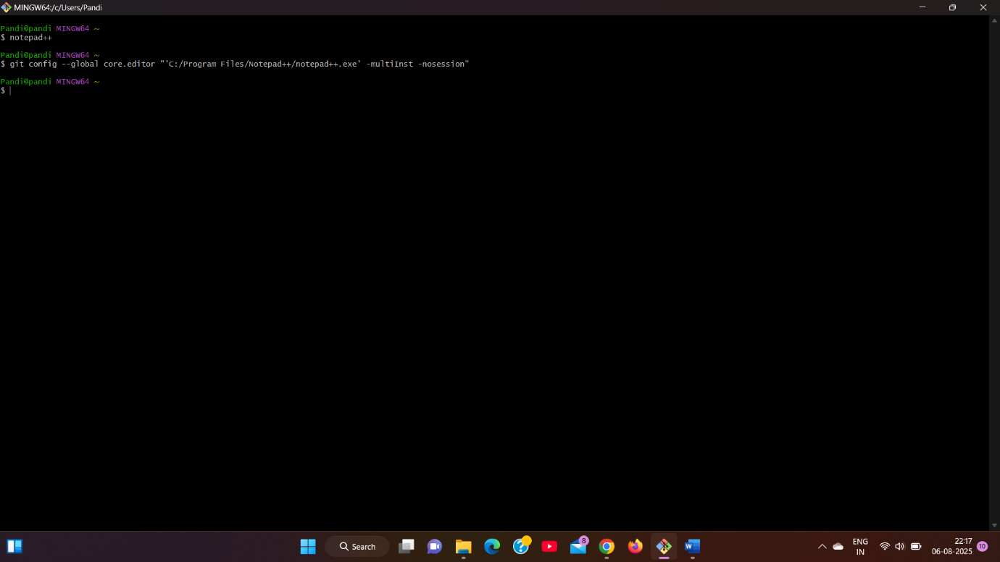 MINGW64:/c/Users/Pandi
Pandi@pandi MINGW64 ~
$ notepad++
Pandi@pandi MINGW64 ~
$ git config --global core.editor "'C:/Program Files/Notepad++/notepad++.exe' -multiInst -nosession"
Pandi@pandi MINGW64 ~
$
Search
8
W
ENG
IN
22:17
06-08-2025
10